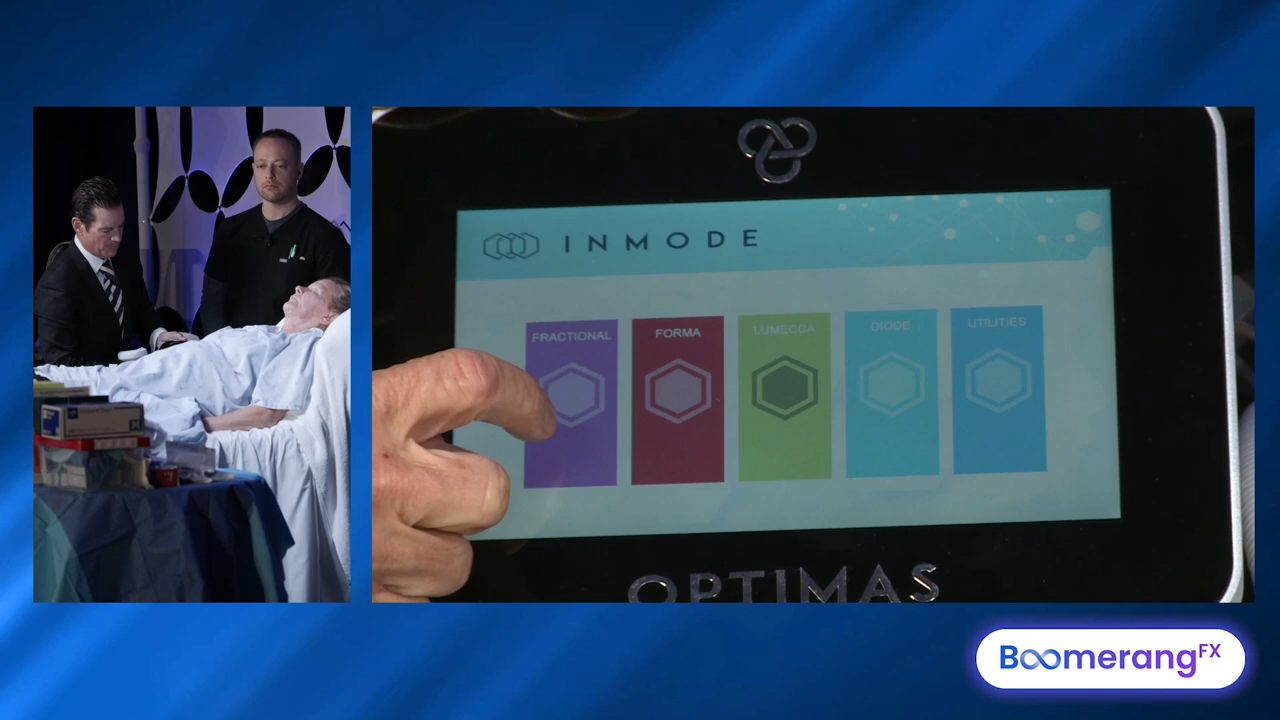 INMODE
FRACTIONAL
FORMA
LUMECCA
DIODE
UTILITIES
OPTIMAS
BoomerangFX